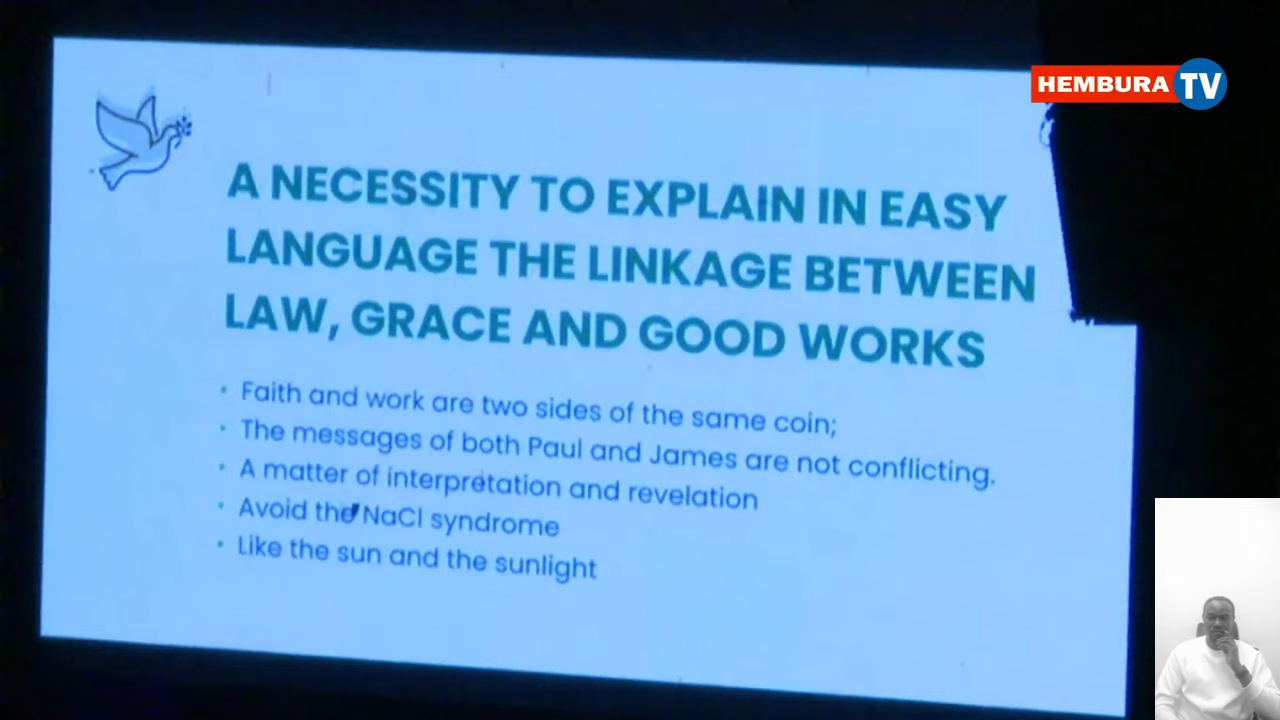 HEMBURA TV
A NECESSITY TO EXPLAIN IN EASY
LANGUAGE THE LINKAGE BETWEEN
LAW, GRACE AND GOOD WORKS
• Faith and work are two sides of the same coin;
• The messages of both Paul and James are not conflicting.
• A matter of interpretation and revelation
• Avoid the NaCl syndrome
• Like the sun and the sunlight